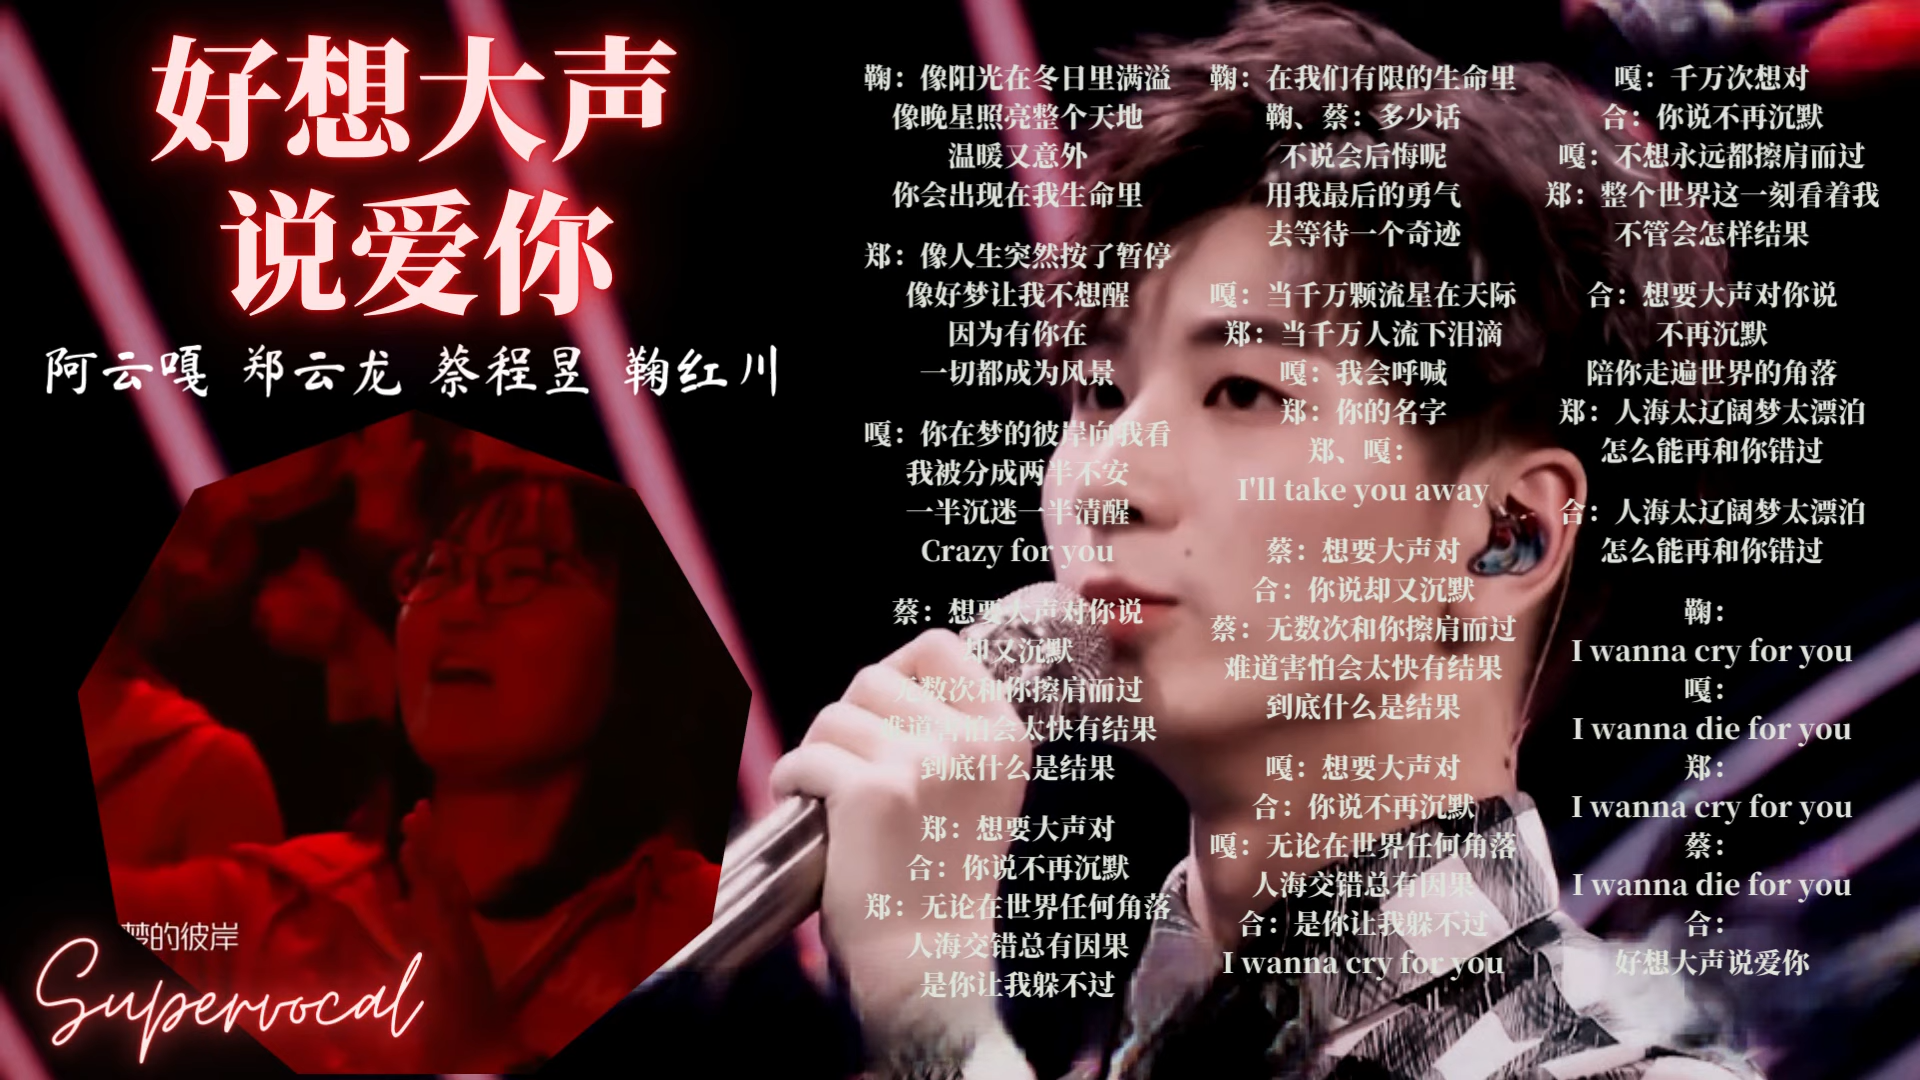 好想大声
说爱你
阿云嘎 郑云龙 蔡程昱 鞠红川
梦的彼岸
Supervocal
鞠：像阳光在冬日里满溢
像晚星照亮整个天地
温暖又意外
你会出现在我生命里
郑：像人生突然按了暂停
像好梦让我不想醒
因为有你在
一切都成为风景
嘎：你在梦的彼岸向我看
我被分成两半不安
一半沉迷一半清醒
Crazy for you
蔡：想要大声对你说
却又沉默
无数次和你擦肩而过
难道害怕会太快有结果
到底什么是结果
郑：想要大声对
合：你说不再沉默
郑：无论在世界任何角落
人海交错总有因果
是你让我躲不过
鞠：在我们有限的生命里
鞠、蔡：多少话
不说会后悔呢
用我最后的勇气
去等待一个奇迹
嘎：当千万颗流星在天际
郑：当千万人流下泪滴
嘎：我会呼喊
郑：你的名字
郑、嘎：
I'll take you away
蔡：想要大声对
合：你说却又沉默
蔡：无数次和你擦肩而过
难道害怕会太快有结果
到底什么是结果
嘎：想要大声对
合：你说不再沉默
嘎：无论在世界任何角落
人海交错总有因果
合：是你让我躲不过
I wanna cry for you
嘎：千万次想对
合：你说不再沉默
嘎：不想永远都擦肩而过
郑：整个世界这一刻看着我
不管会怎样结果
合：想要大声对你说
不再沉默
陪你走遍世界的角落
郑：人海太辽阔梦太漂泊
怎么能再和你错过
合：人海太辽阔梦太漂泊
怎么能再和你错过
鞠：
I wanna cry for you
嘎：
I wanna die for you
郑：
I wanna cry for you
蔡：
I wanna die for you
合：
好想大声说爱你